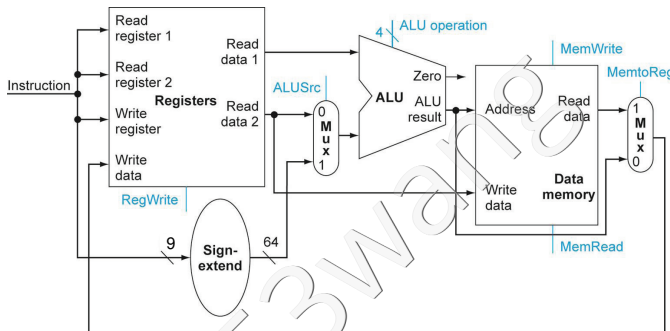 Instruction
Read
register 1
Read
register 2
Write
register
Write
data
Registers
Read
data 1
Read
data 2
RegWrite
9
Sign-
extend
64
ALUSrc
0
Mux
1
4
ALU operation
ALU
Zero
ALU
result
MemWrite
Address
Read
data
Write
data
Data
memory
MemRead
MemtoReg
1
Mux
0